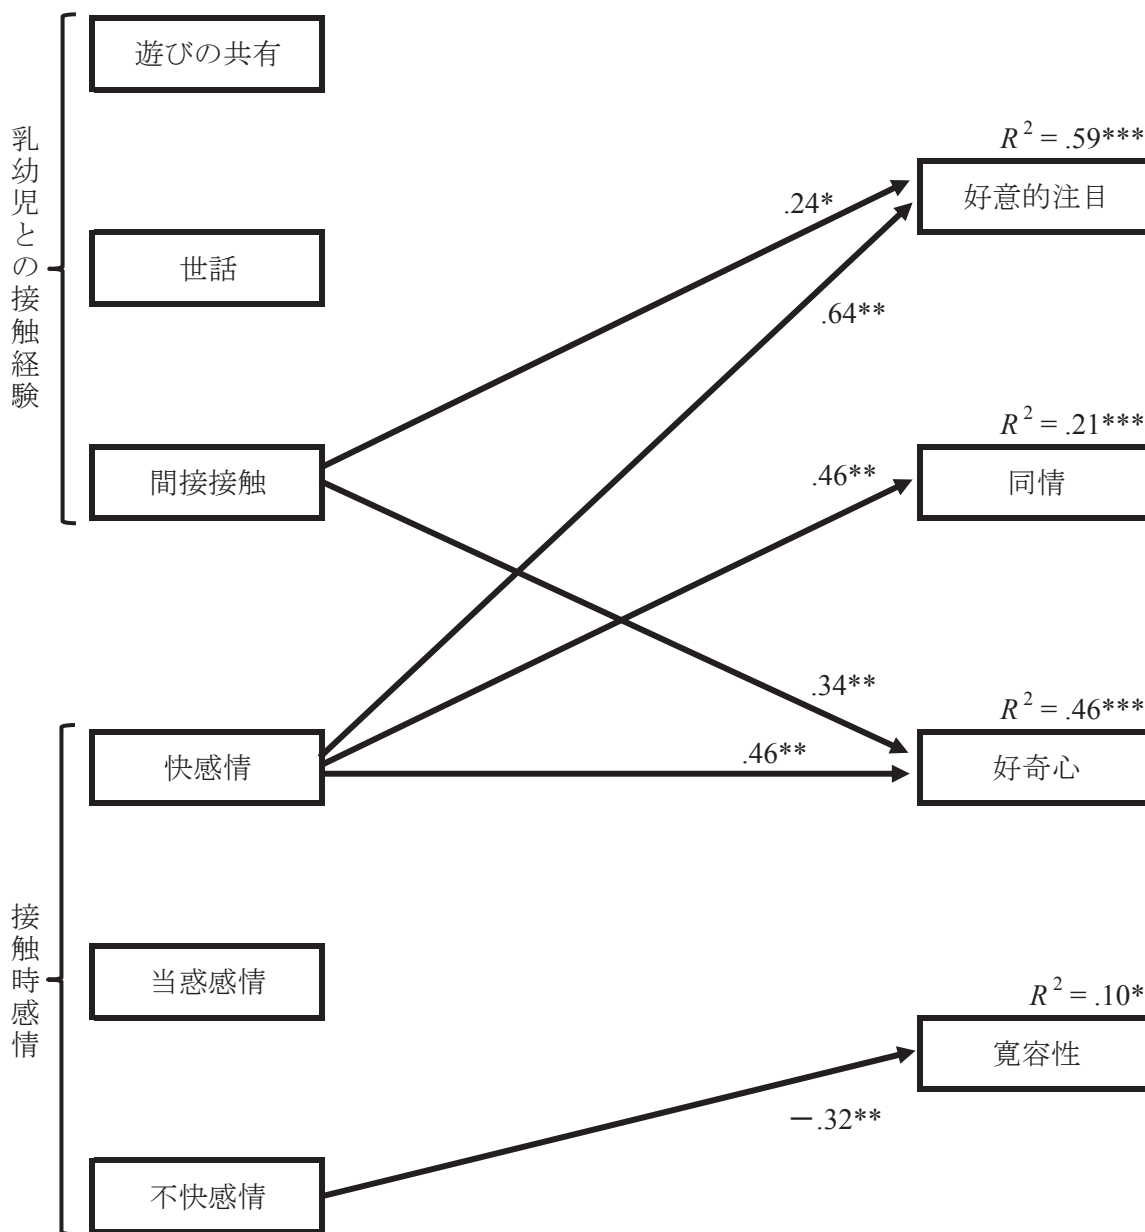 乳幼児との接触経験
遊びの共有
世話
間接接触
接触時感情
快感情
当惑感情
不快感情
.24*
.64**
.46**
.34**
.46**
－.32**
R² = .59***
好意的注目
R² = .21***
同情
R² = .46***
好奇心
R² = .10*
寛容性